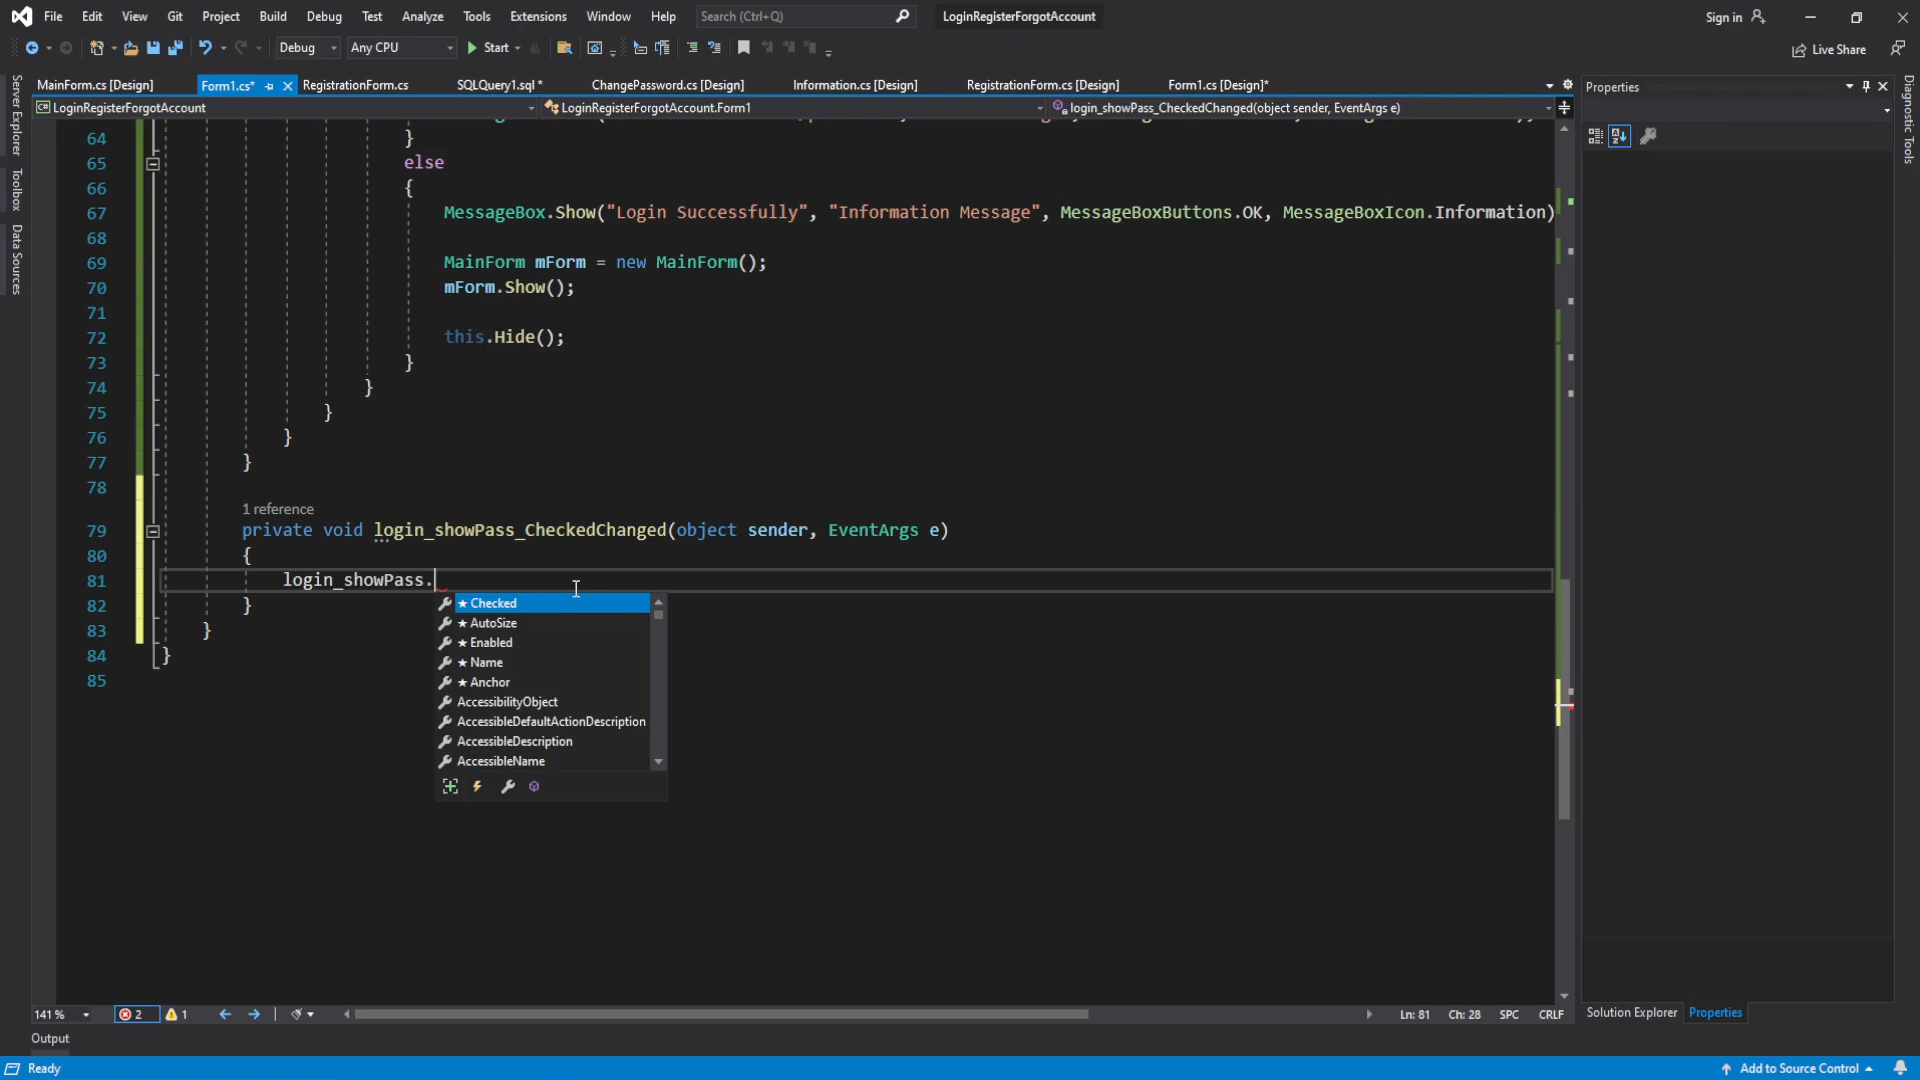 File Edit View Git Project Build Debug Test Analyze Tools Extensions Window Help Search (Ctrl+Q) LoginRegisterForgotAccount Sign in
Debug Any CPU Start Live Share
MainForm.cs [Design] Form1.cs* RegistrationForm.cs SQLQuery1.sql * ChangePassword.cs [Design] Information.cs [Design] RegistrationForm.cs [Design] Form1.cs [Design]* Properties
LoginRegisterForgotAccount LoginRegisterForgotAccount.Form1 login_showPass_CheckedChanged(object sender, EventArgs e)
Server Explorer
Toolbox
Data Sources
Diagnostic Tools
64 }
65 else
66 {
67 MessageBox.Show("Login Successfully", "Information Message", MessageBoxButtons.OK, MessageBoxIcon.Information)
68
69 MainForm mForm = new MainForm();
70 mForm.Show();
71
72 this.Hide();
73 }
74 }
75 }
76 }
77 }
78
1 reference
79 private void login_showPass_CheckedChanged(object sender, EventArgs e)
80 {
81 login_showPass.
82 }
83 }
84 }
85
★ Checked
★ AutoSize
★ Enabled
★ Name
★ Anchor
AccessibilityObject
AccessibleDefaultActionDescription
AccessibleDescription
AccessibleName
141 % 2 1 Ln: 81 Ch: 28 SPC CRLF Solution Explorer Properties
Output
Ready Add to Source Control